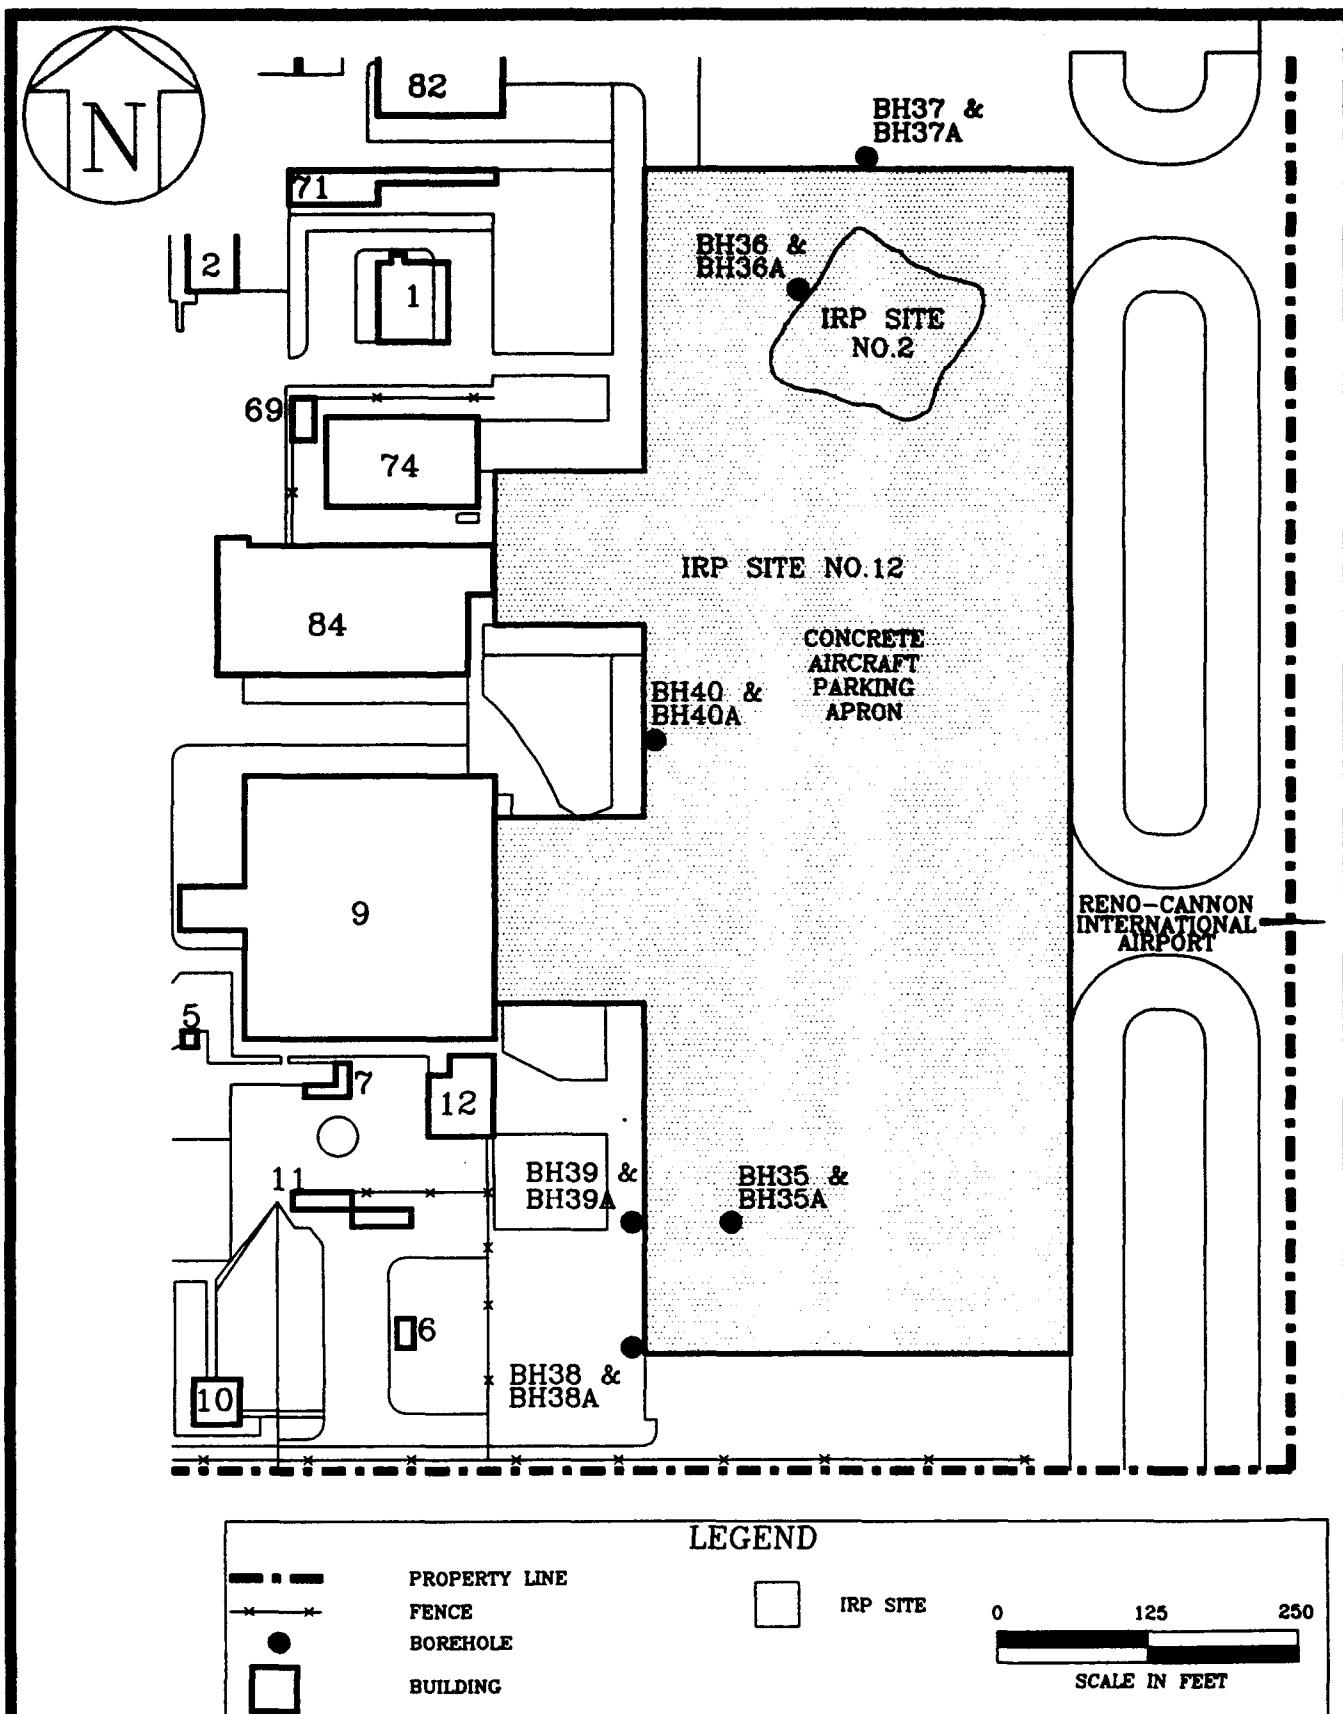 N
82
BH37 &
BH37A
71
BH36 &
BH36A
2
1
IRP SITE
NO.2
69
74
IRP SITE NO.12
84
CONCRETE
AIRCRAFT
PARKING
APRON
BH40 &
BH40A
9
RENO-CANNON
INTERNATIONAL
AIRPORT
5
7
12
BH39 &
BH39A
BH35 &
BH35A
11
6
BH38 &
BH38A
10
LEGEND
PROPERTY LINE
FENCE
BOREHOLE
BUILDING
IRP SITE
0 125 250
SCALE IN FEET